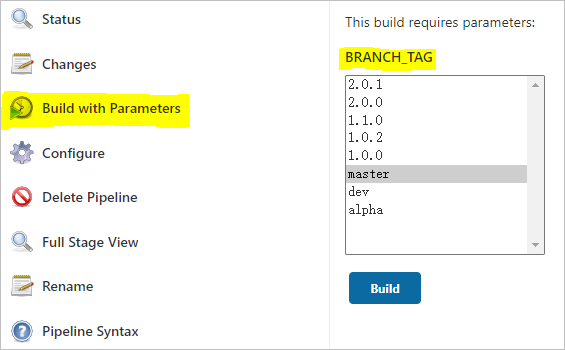 Status
Changes
Build with Parameters
Configure
Delete Pipeline
Full Stage View
Rename
Pipeline Syntax
This build requires parameters:
BRANCH_TAG
2.0.1
2.0.0
1.1.0
1.0.2
1.0.0
master
dev
alpha
Build